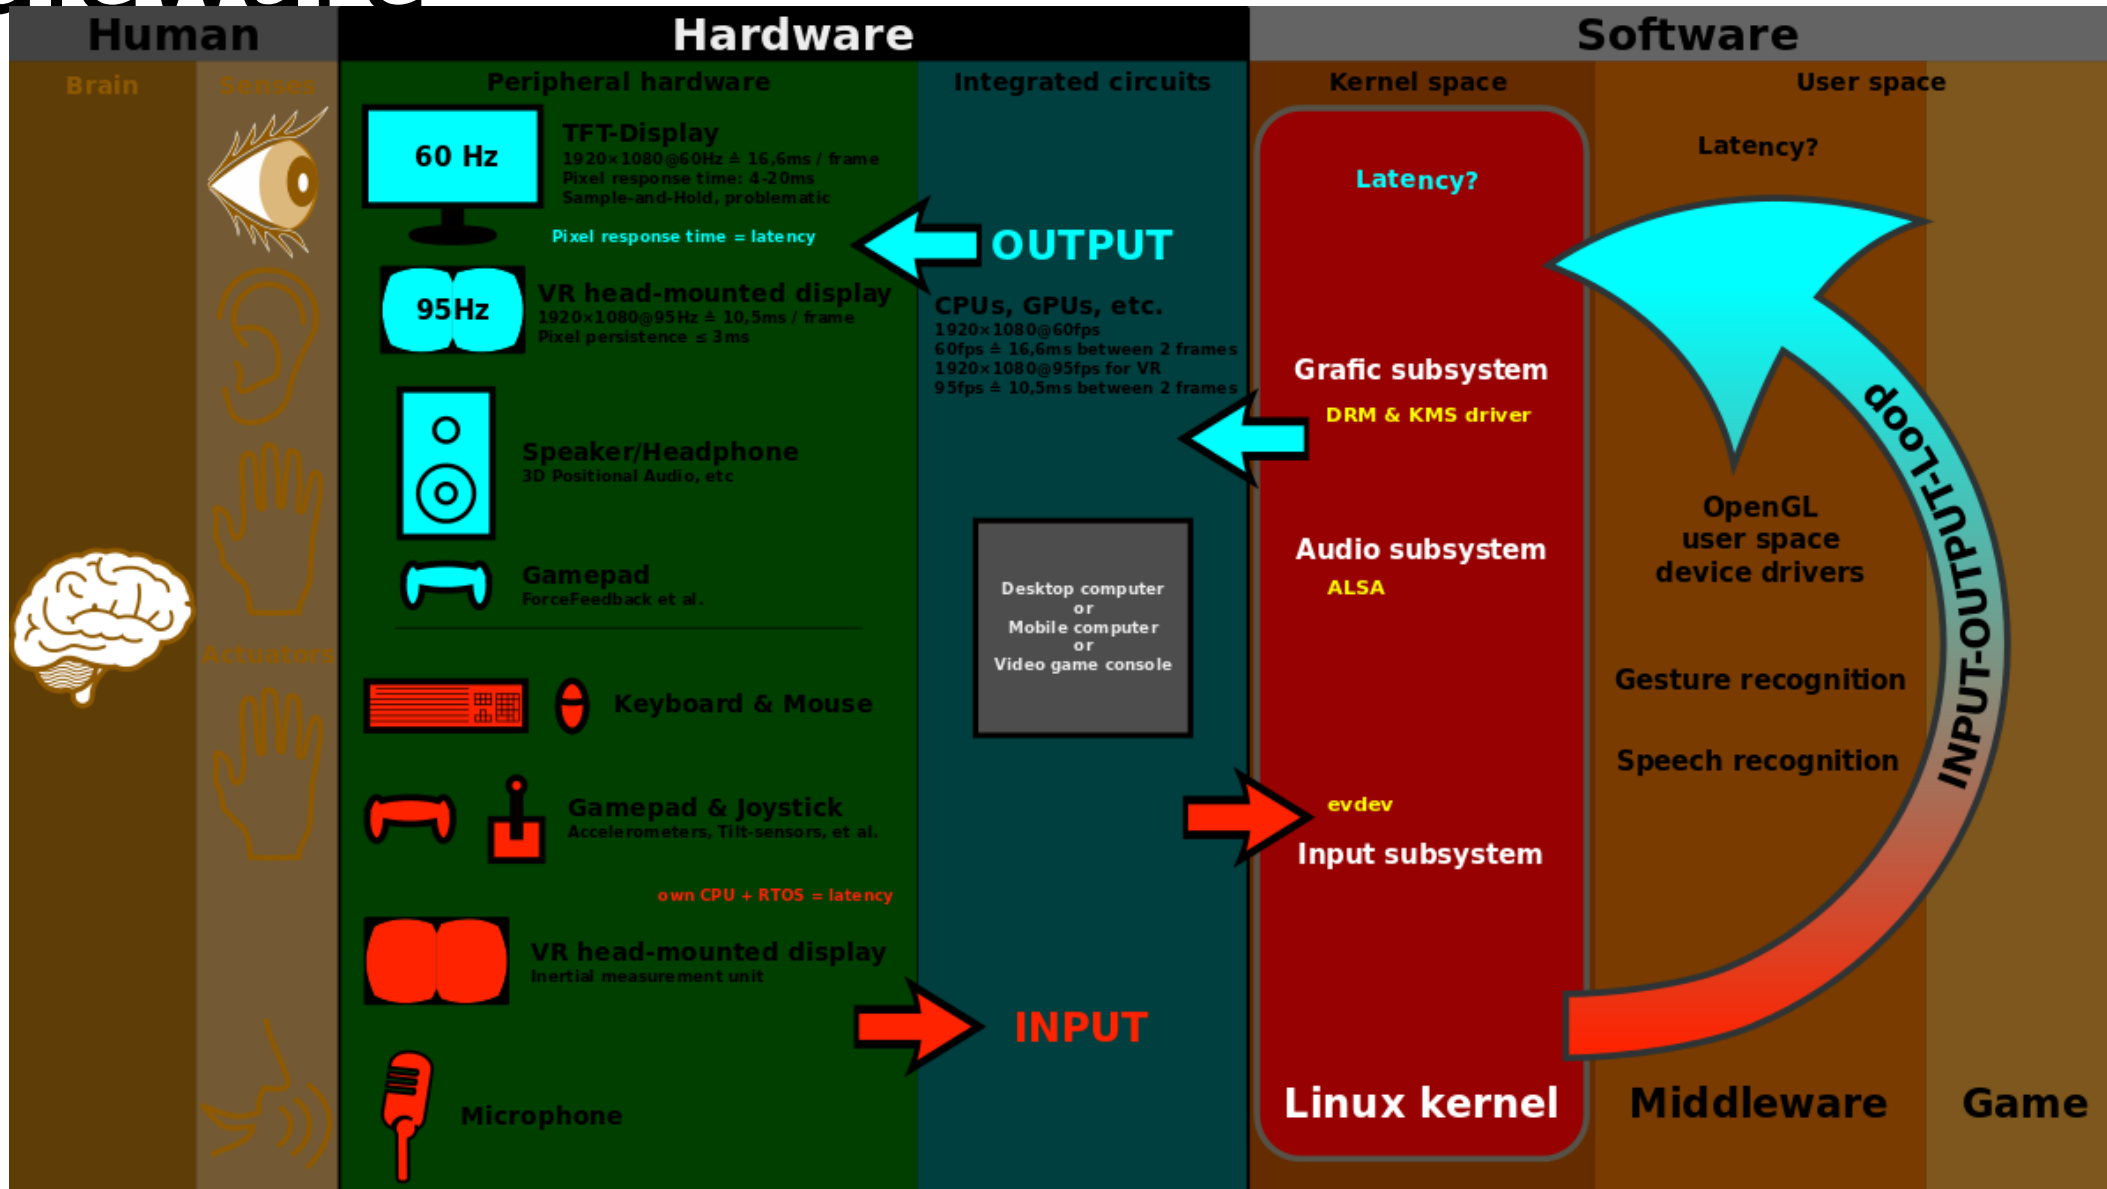 Human
Hardware
Software
Brain
Senses
Peripheral hardware
Integrated circuits
Kernel space
User space
60 Hz
TFT-Display
1920×1080@60Hz ≙ 16,6ms / frame
Pixel response time: 4-20ms
Sample-and-Hold, problematic
Pixel response time = latency
OUTPUT
95Hz
VR head-mounted display
1920×1080@95Hz ≙ 10,5ms / frame
Pixel persistence ≤ 3ms
CPUs, GPUs, etc.
1920×1080@60fps
60fps ≙ 16,6ms between 2 frames
1920×1080@95fps for VR
95fps ≙ 10,5ms between 2 frames
Speaker/Headphone
3D Positional Audio, etc
Gamepad
ForceFeedback et al.
Actuators
Keyboard & Mouse
Gamepad & Joystick
Accelerometers, Tilt-sensors, et al.
own CPU + RTOS = latency
VR head-mounted display
Inertial measurement unit
INPUT
Microphone
Desktop computer
or
Mobile computer
or
Video game console
Latency?
Grafic subsystem
DRM & KMS driver
Audio subsystem
ALSA
evdev
Input subsystem
Linux kernel
Latency?
OpenGL
user space
device drivers
Gesture recognition
Speech recognition
INPUT-OUTPUT-Loop
Middleware
Game